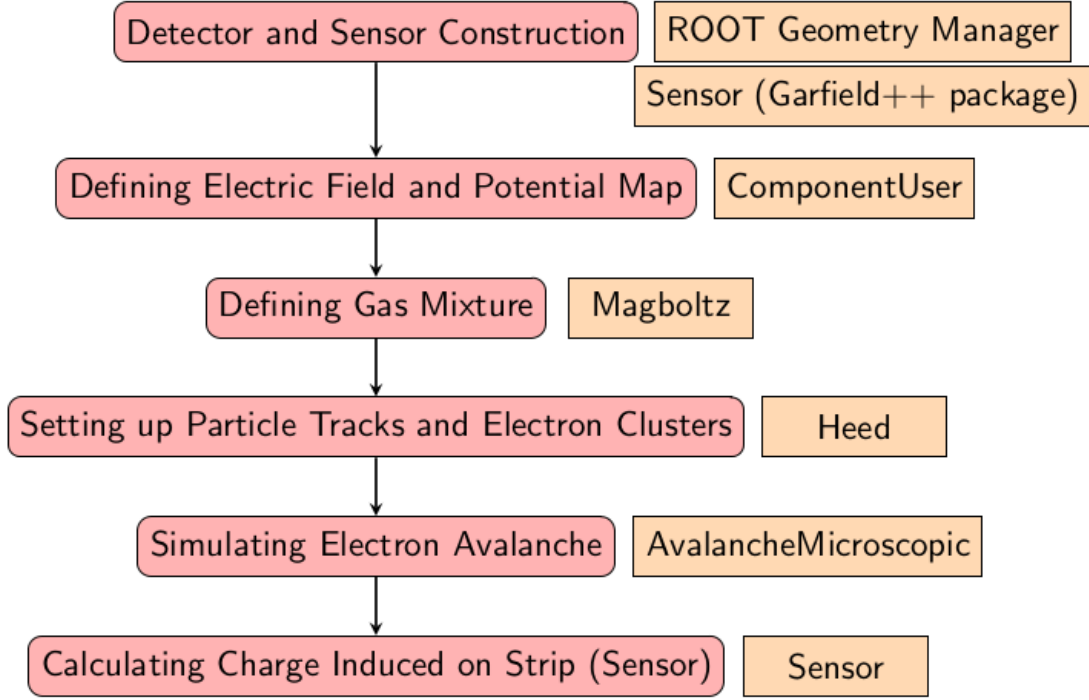 Detector and Sensor Construction
ROOT Geometry Manager
Sensor (Garfield++ package)
Defining Electric Field and Potential Map
ComponentUser
Defining Gas Mixture
Magboltz
Setting up Particle Tracks and Electron Clusters
Heed
Simulating Electron Avalanche
AvalancheMicroscopic
Calculating Charge Induced on Strip (Sensor)
Sensor